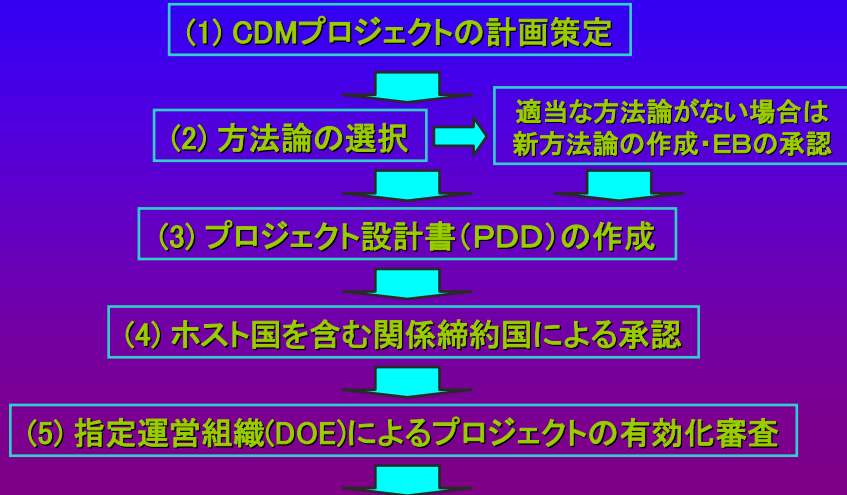 (1) CDMプロジェクトの計画策定
(2) 方法論の選択
適当な方法論がない場合は
新方法論の作成・ＥＢの承認
(3) プロジェクト設計書（ＰＤＤ）の作成
(4) ホスト国を含む関係締約国による承認
(5) 指定運営組織(DOE)によるプロジェクトの有効化審査